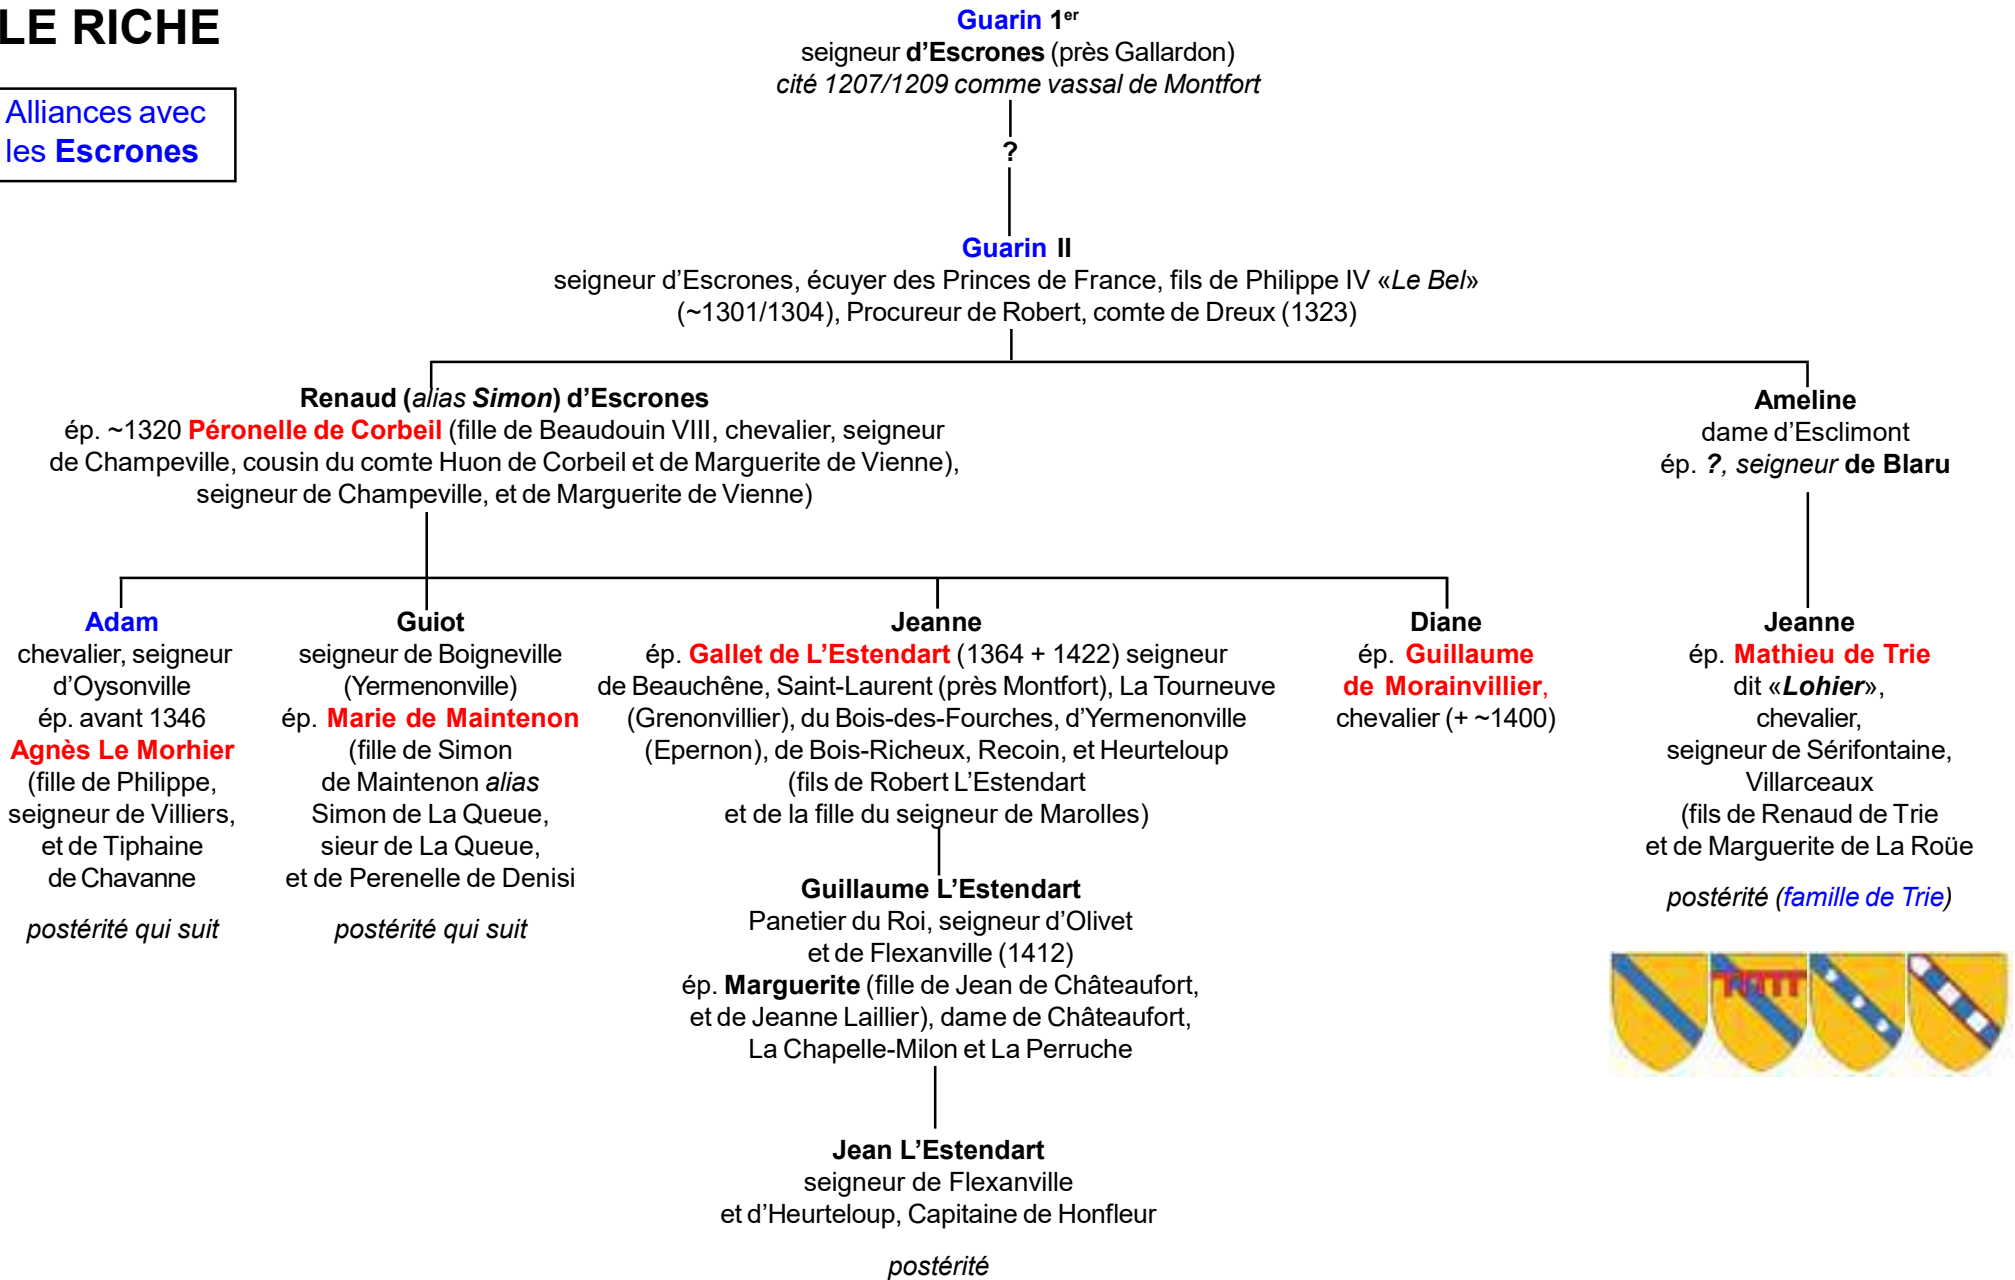 LE RICHE
Alliances avec
les Escrones
Guarin 1er
seigneur d’Escrones (près Gallardon)
cité 1207/1209 comme vassal de Montfort
?
Guarin II
seigneur d’Escrones, écuyer des Princes de France, fils de Philippe IV «Le Bel»
(~1301/1304), Procureur de Robert, comte de Dreux (1323)
Renaud (alias Simon) d’Escrones
ép. ~1320 Péronelle de Corbeil (fille de Beaudouin VIII, chevalier, seigneur
de Champeville, cousin du comte Huon de Corbeil et de Marguerite de Vienne),
seigneur de Champeville, et de Marguerite de Vienne)
Ameline
dame d’Esclimont
ép. ?, seigneur de Blaru
Adam
chevalier, seigneur
d’Oysonville
ép. avant 1346
Agnès Le Morhier
(fille de Philippe,
seigneur de Villiers,
et de Tiphaine
de Chavanne
postérité qui suit
Guiot
seigneur de Boigneville
(Yermenonville)
ép. Marie de Maintenon
(fille de Simon
de Maintenon alias
Simon de La Queue,
sieur de La Queue,
et de Perenelle de Denisi
postérité qui suit
Jeanne
ép. Gallet de L’Estendart (1364 + 1422) seigneur
de Beauchêne, Saint-Laurent (près Montfort), La Tourneuve
(Grenonvillier), du Bois-des-Fourches, d’Yermenonville
(Epernon), de Bois-Richeux, Recoin, et Heurteloup
(fils de Robert L’Estendart
et de la fille du seigneur de Marolles)
Guillaume L’Estendart
Panetier du Roi, seigneur d’Olivet
et de Flexanville (1412)
ép. Marguerite (fille de Jean de Châteaufort,
et de Jeanne Laillier), dame de Châteaufort,
La Chapelle-Milon et La Perruche
Jean L’Estendart
seigneur de Flexanville
et d’Heurteloup, Capitaine de Honfleur
postérité
Diane
ép. Guillaume
de Morainvillier,
chevalier (+ ~1400)
Jeanne
ép. Mathieu de Trie
dit «Lohier»,
chevalier,
seigneur de Sérifontaine,
Villarceaux
(fils de Renaud de Trie
et de Marguerite de La Roüe
postérité (famille de Trie)